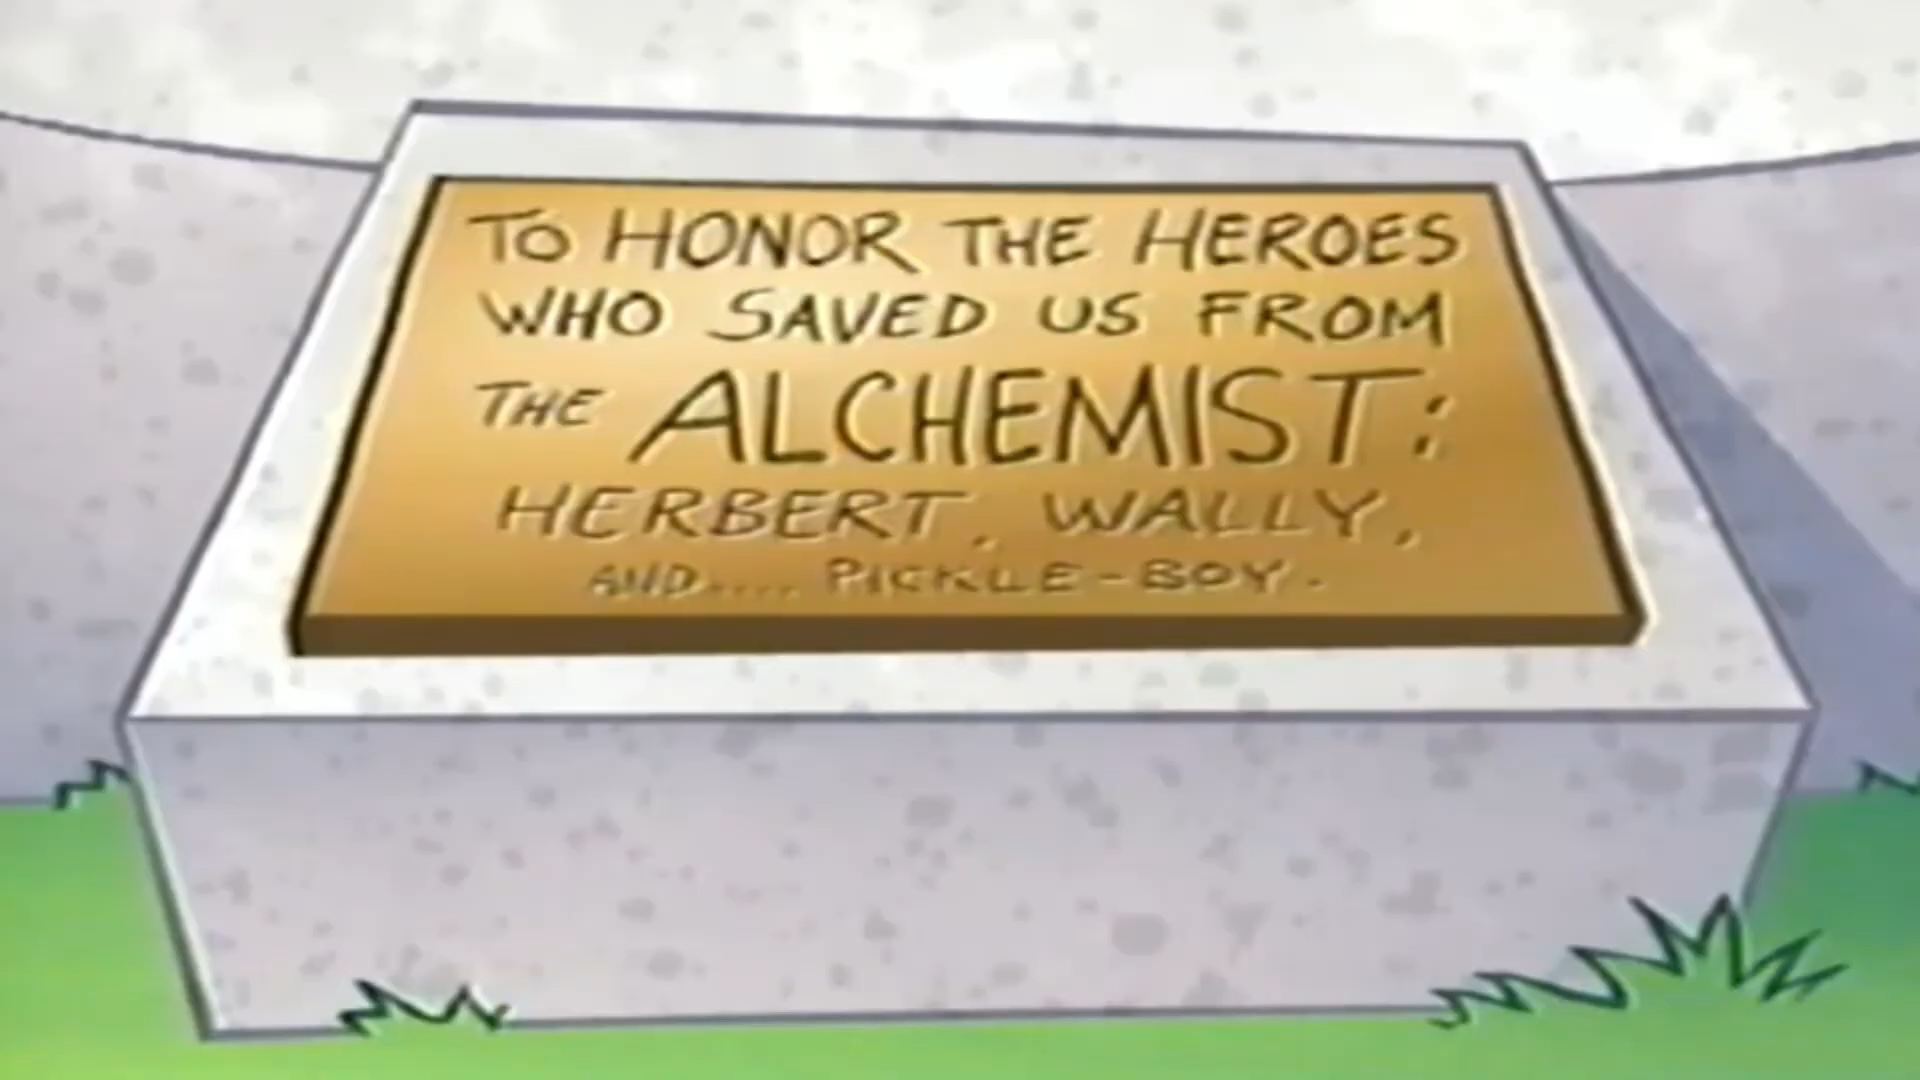 TO HONOR THE HEROES
WHO SAVED US FROM
THE ALCHEMIST:
HERBERT, WALLY,
AND.... PICKLE-BOY.